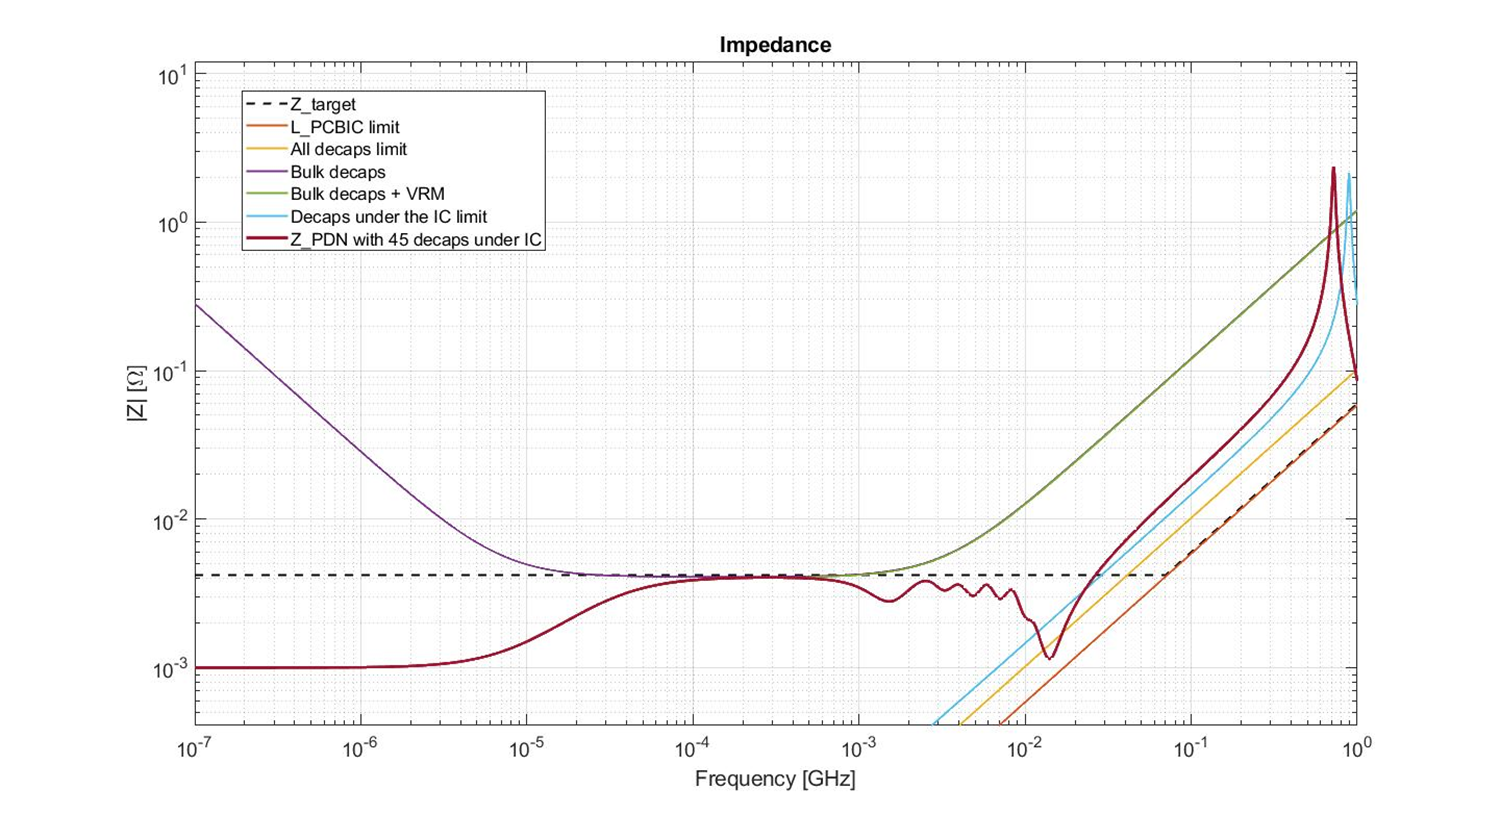 Impedance
10^1
10^0
10^-1
10^-2
10^-3
|Z| [Ω]
Z_target
L_PCBIC limit
All decaps limit
Bulk decaps
Bulk decaps + VRM
Decaps under the IC limit
Z_PDN with 45 decaps under IC
10^-7 10^-6 10^-5 10^-4 10^-3 10^-2 10^-1 10^0
Frequency [GHz]